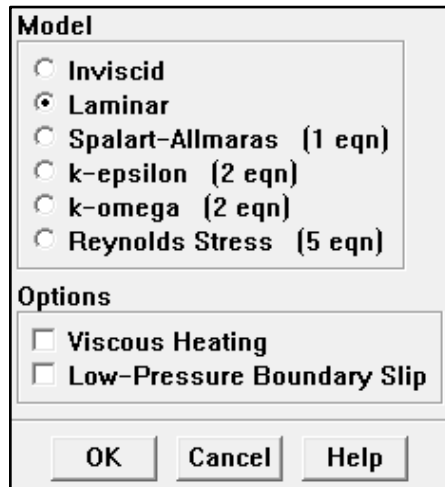 Model
Inviscid
Laminar
Spalart-Allmaras (1 eqn)
k-epsilon (2 eqn)
k-omega (2 eqn)
Reynolds Stress (5 eqn)
Options
Viscous Heating
Low-Pressure Boundary Slip
OK Cancel Help